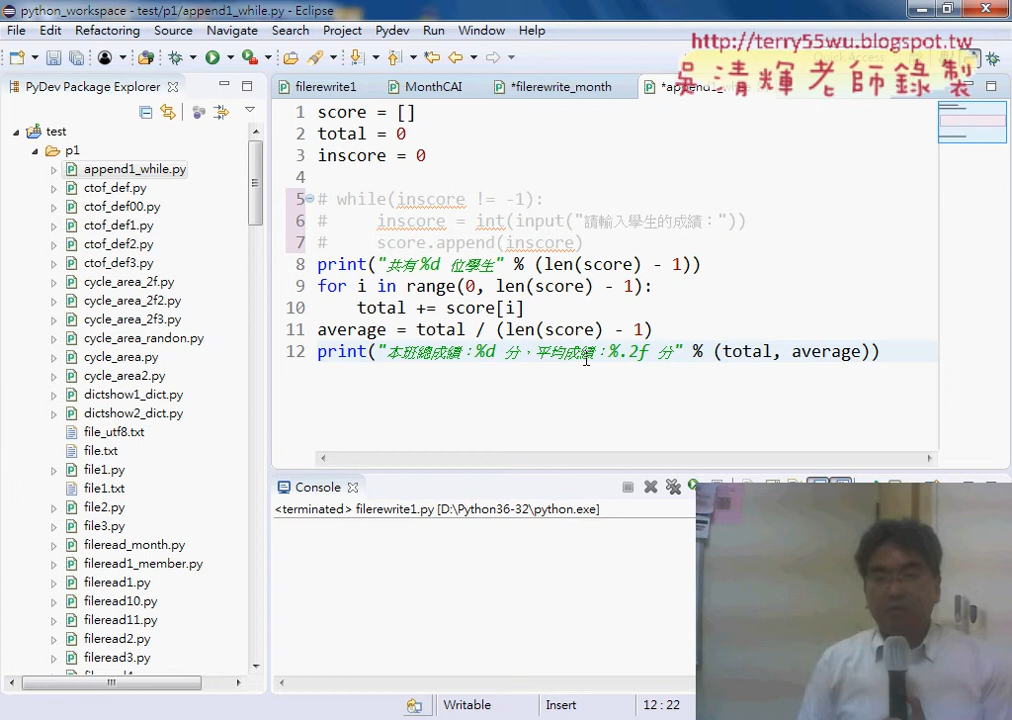 python_workspace - test/p1/append1_while.py - Eclipse
File Edit Refactoring Source Navigate Search Project Pydev Run Window Help
http://terry55wu.blogspot.tw
吳清輝老師錄製
PyDev Package Explorer
filerewrite1 MonthCAI *filerewrite_month
test
p1
append1_while.py
ctof_def.py
ctof_def00.py
ctof_def1.py
ctof_def2.py
ctof_def3.py
cycle_area_2f.py
cycle_area_2f2.py
cycle_area_2f3.py
cycle_area_randon.py
cycle_area.py
cycle_area2.py
dictshow1_dict.py
dictshow2_dict.py
file_utf8.txt
file.txt
file1.py
file1.txt
file2.py
file3.py
fileread_month.py
fileread1_member.py
fileread1.py
fileread10.py
fileread11.py
fileread2.py
fileread3.py
1 score = []
2 total = 0
3 inscore = 0
4
5 # while(inscore != -1):
6 #     inscore = int(input("請輸入學生的成績："))
7 #     score.append(inscore)
8 print("共有%d 位學生" % (len(score) - 1))
9 for i in range(0, len(score) - 1):
10     total += score[i]
11 average = total / (len(score) - 1)
12 print("本班總成績：%d 分，平均成績：%.2f 分" % (total, average))
Console
<terminated> filerewrite1.py [D:\Python36-32\python.exe]
Writable Insert 12 : 22